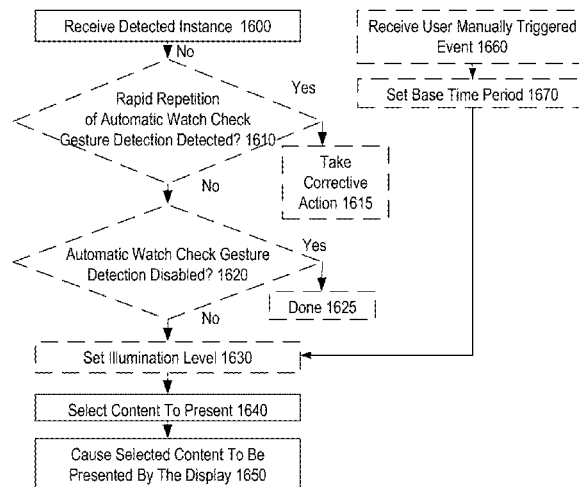 Receive Detected Instance 1600
No
Rapid Repetition
of Automatic Watch Check
Gesture Detection Detected? 1610
Yes
Take
Corrective
Action 1615
No
Automatic Watch Check Gesture
Detection Disabled? 1620
Yes
Done 1625
No
Set Illumination Level 1630
Select Content To Present 1640
Cause Selected Content To Be
Presented By The Display 1650
Receive User Manually Triggered
Event 1660
Set Base Time Period 1670